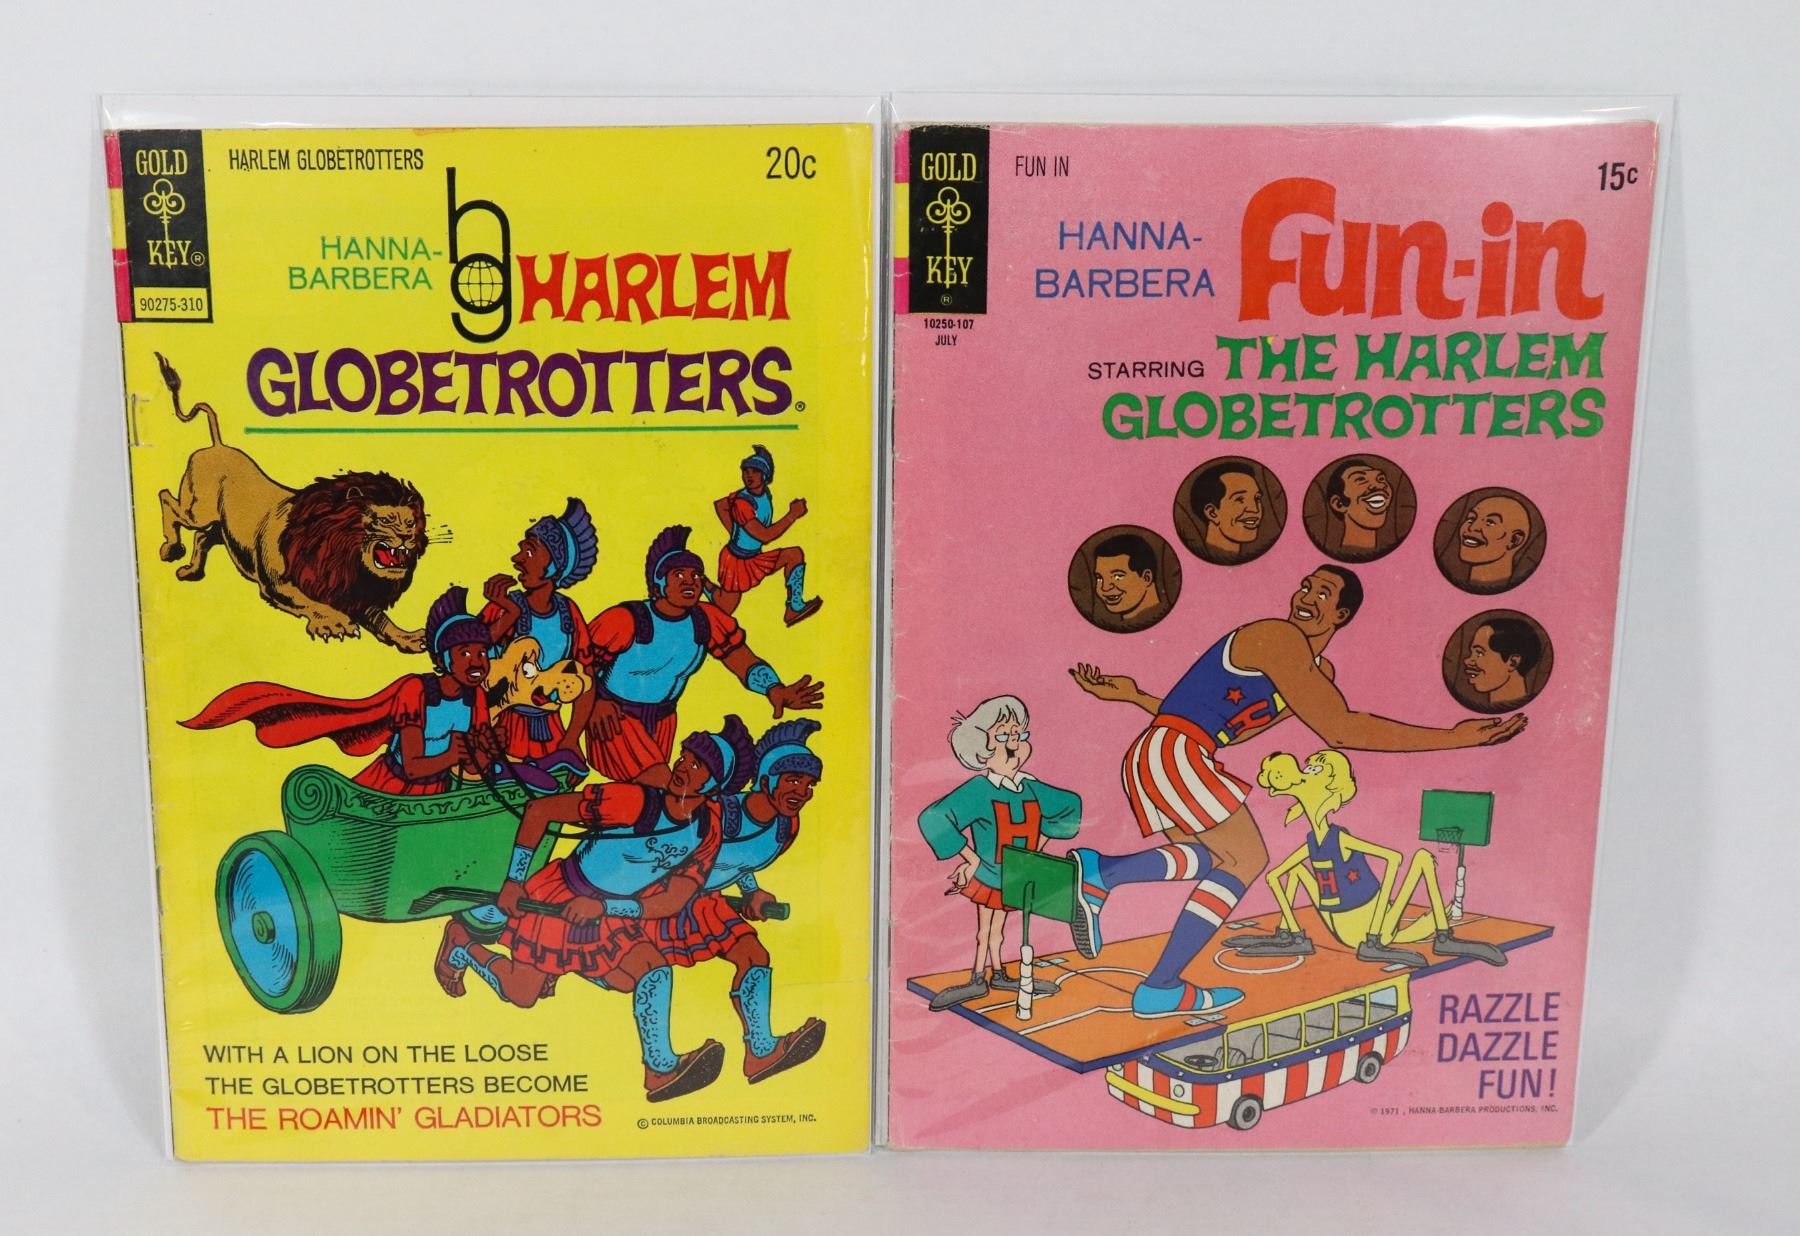 GOLD
KEY®
90275-310
HARLEM GLOBETROTTERS
20c
HANNA-
BARBERA
hg HARLEM
GLOBETROTTERS®
WITH A LION ON THE LOOSE
THE GLOBETROTTERS BECOME
THE ROAMIN' GLADIATORS
© COLUMBIA BROADCASTING SYSTEM, INC.
GOLD
KEY
®
10250-107
JULY
FUN IN
15c
HANNA-
BARBERA
Fun-in
STARRING THE HARLEM
GLOBETROTTERS
H
H
H
RAZZLE
DAZZLE
FUN!
© 1971, HANNA-BARBERA PRODUCTIONS, INC.